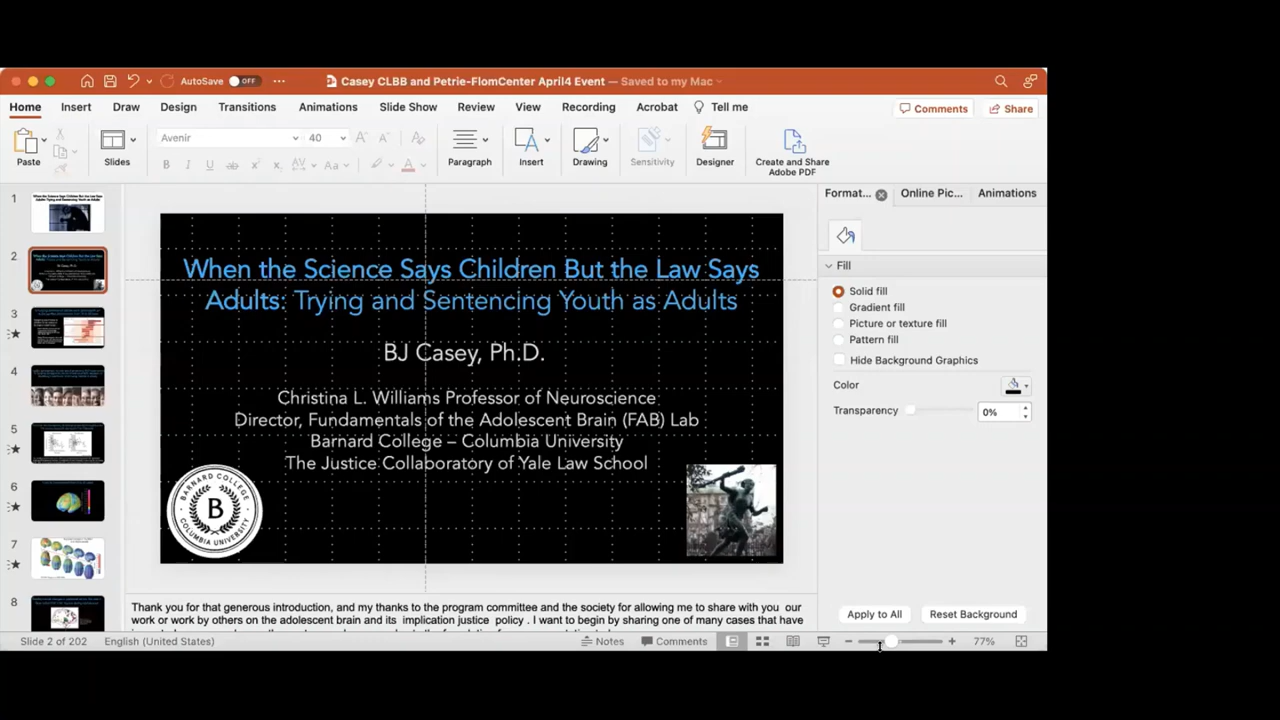 AutoSave OFF
Casey CLBB and Petrie-FlomCenter April4 Event — Saved to my Mac
Home Insert Draw Design Transitions Animations Slide Show Review View Recording Acrobat Tell me
Comments Share
Avenir 40
Paste Slides Paragraph Insert Drawing Sensitivity Designer Create and Share
Adobe PDF
Format... Online Pic... Animations
Fill
Solid fill
Gradient fill
Picture or texture fill
Pattern fill
Hide Background Graphics
Color
Transparency 0%
Apply to All Reset Background
1
2
3
4
5
6
7
8
When the Science Says Children But the Law Says
Adults: Trying and Sentencing Youth as Adults
BJ Casey, Ph.D.
Christina L. Williams Professor of Neuroscience
Director, Fundamentals of the Adolescent Brain (FAB) Lab
Barnard College – Columbia University
The Justice Collaboratory of Yale Law School
BARNARD COLLEGE
B
COLUMBIA UNIVERSITY
Thank you for that generous introduction, and my thanks to the program committee and the society for allowing me to share with you our
work or work by others on the adolescent brain and its implication justice policy . I want to begin by sharing one of many cases that have
Slide 2 of 202 English (United States) Notes Comments 77%